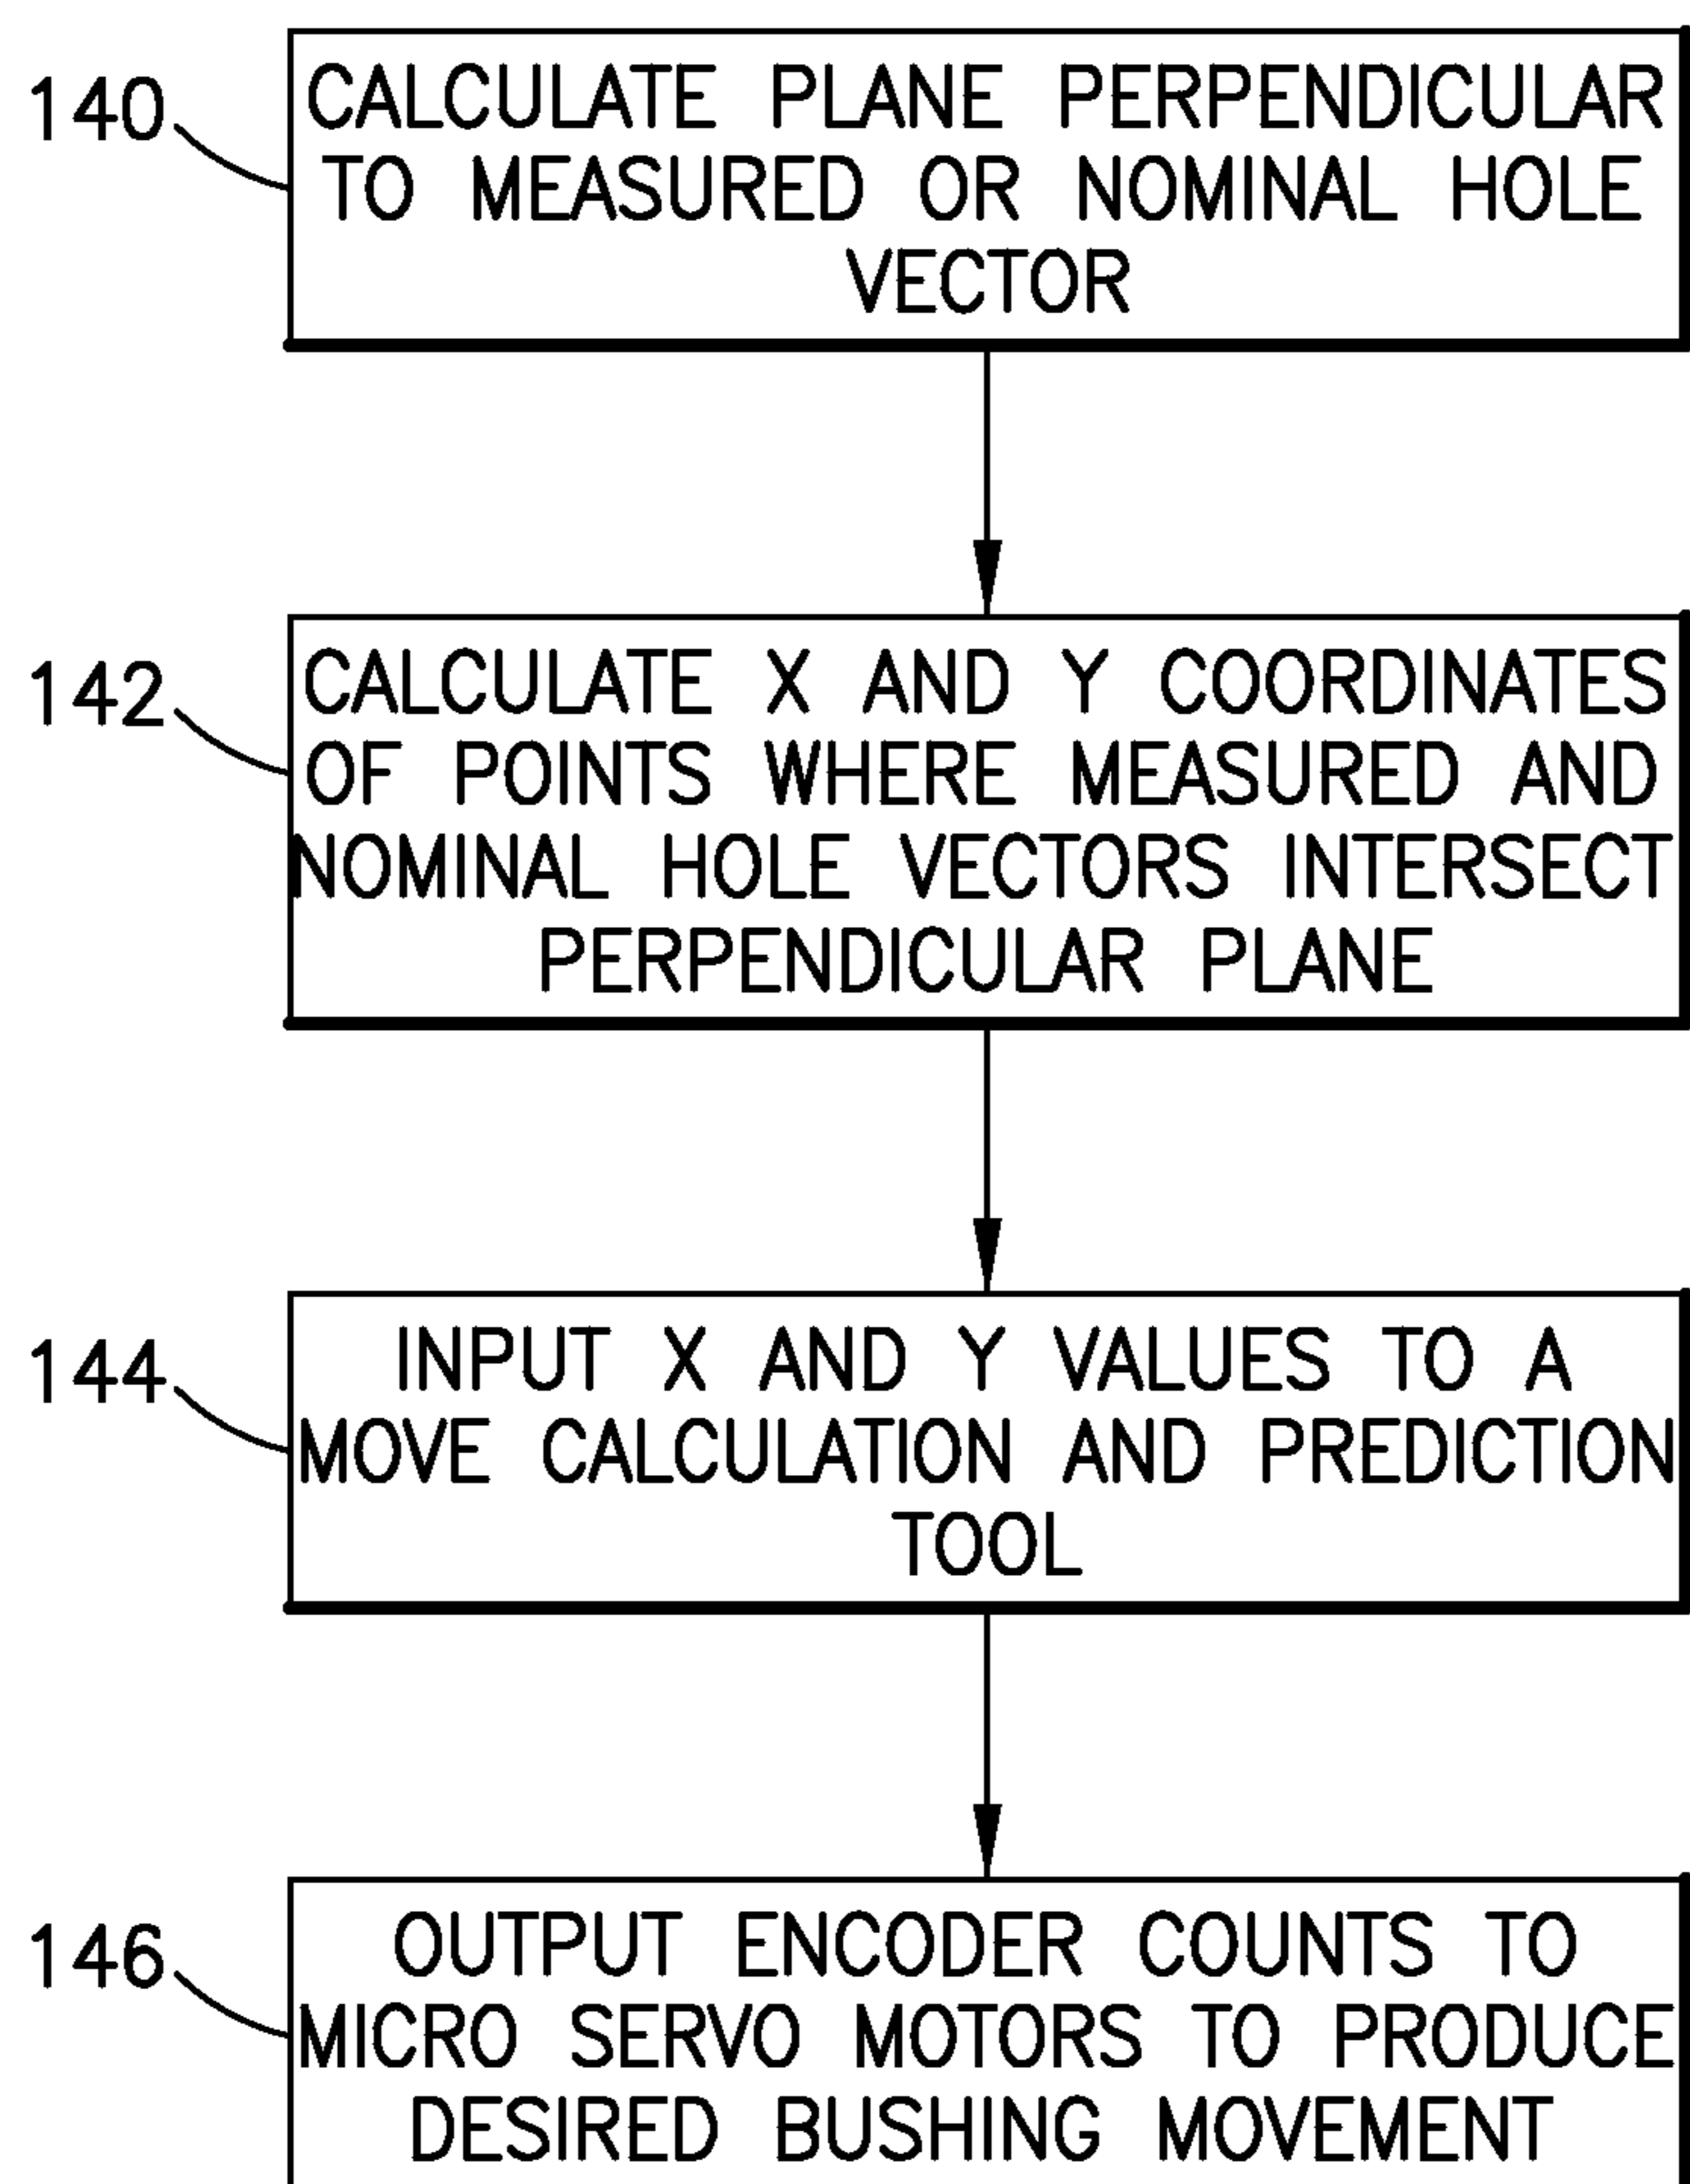 140
CALCULATE PLANE PERPENDICULAR
TO MEASURED OR NOMINAL HOLE
VECTOR
142
CALCULATE X AND Y COORDINATES
OF POINTS WHERE MEASURED AND
NOMINAL HOLE VECTORS INTERSECT
PERPENDICULAR PLANE
144
INPUT X AND Y VALUES TO A
MOVE CALCULATION AND PREDICTION
TOOL
146
OUTPUT ENCODER COUNTS TO
MICRO SERVO MOTORS TO PRODUCE
DESIRED BUSHING MOVEMENT